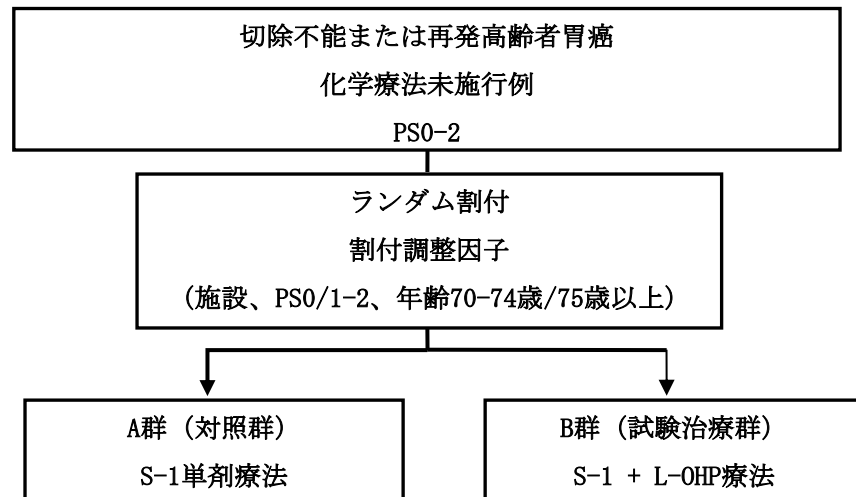 切除不能または再発高齢者胃癌
化学療法未施行例
PS0-2
ランダム割付
割付調整因子
(施設、PS0/1-2、年齢70-74歳/75歳以上)
A群 (対照群)
B群 (試験治療群)
S-1単剤療法
S-1 + L-OHP療法